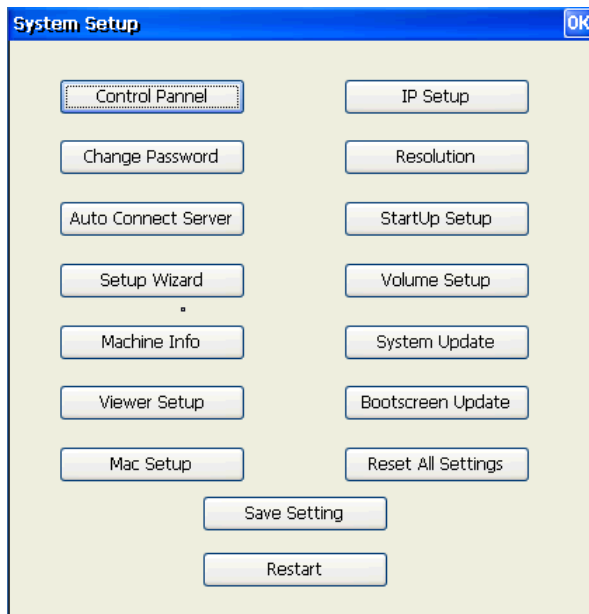 System Setup
OK
Control Pannel
IP Setup
Change Password
Resolution
Auto Connect Server
StartUp Setup
Setup Wizard
Volume Setup
Machine Info
System Update
Viewer Setup
Bootscreen Update
Mac Setup
Reset All Settings
Save Setting
Restart